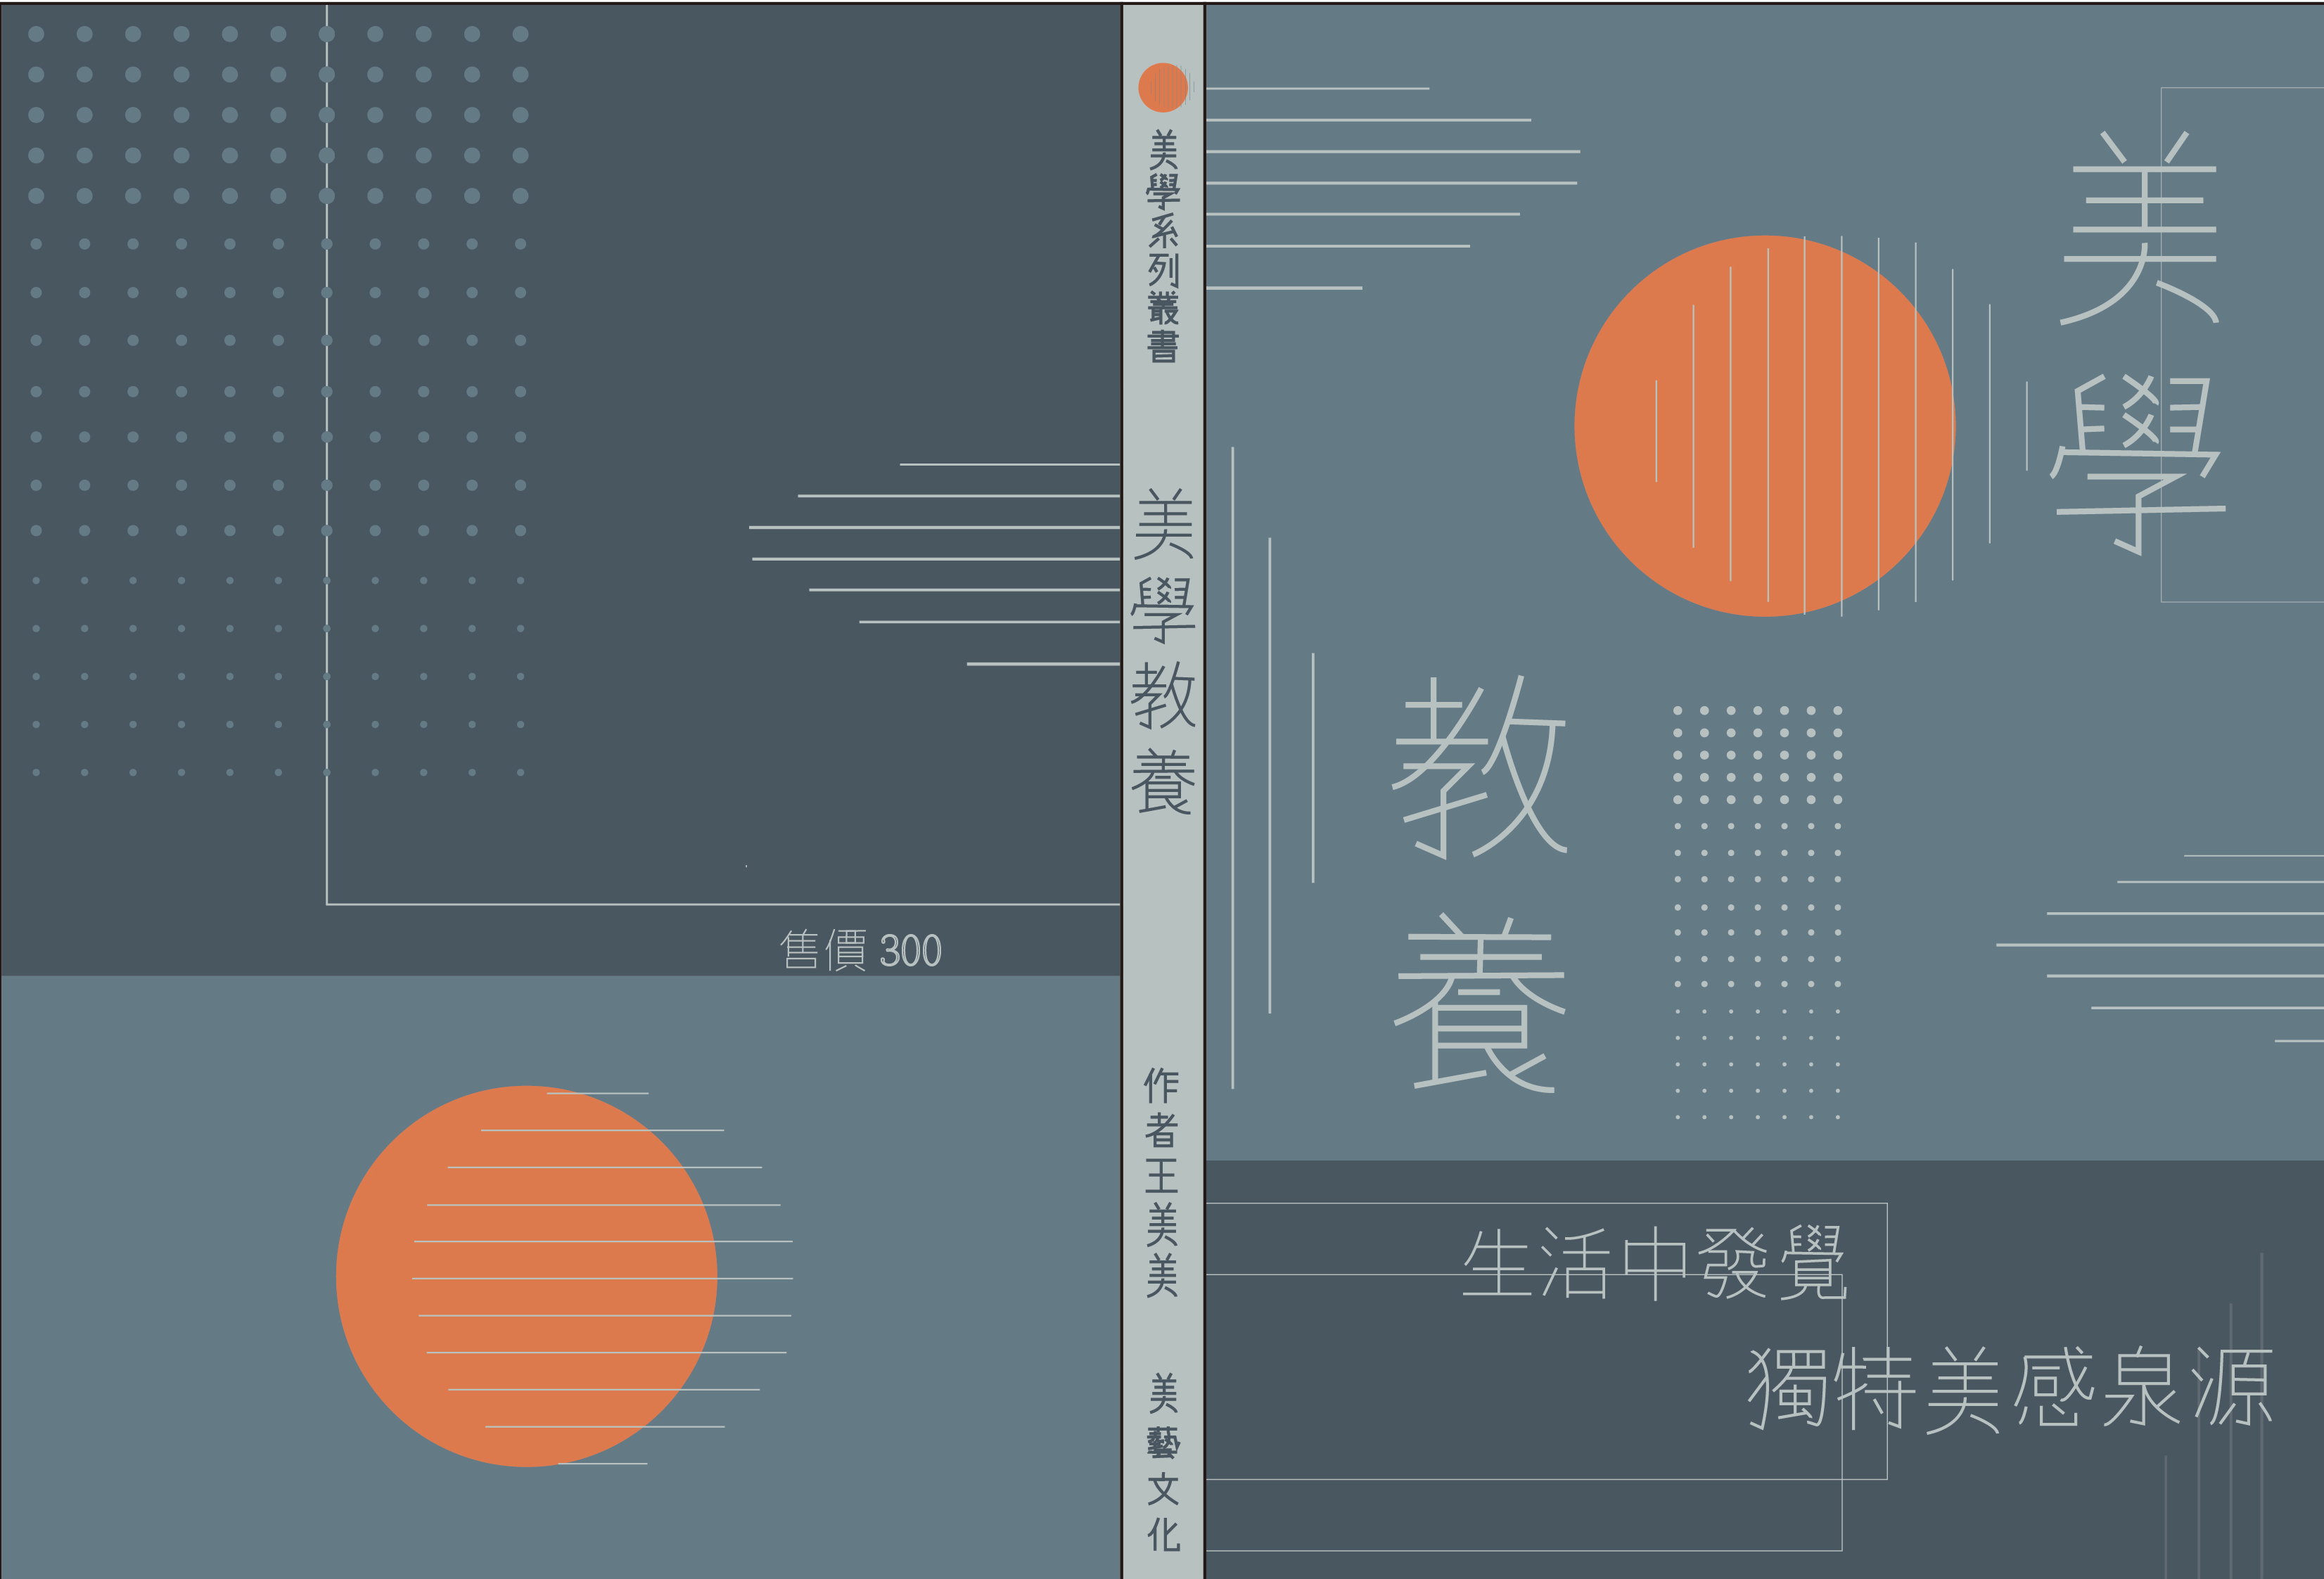 美學
教養
生活中發覺
獨特美感泉源
美學系列叢書
美學教養
作者王美美
美藝文化
售價 300